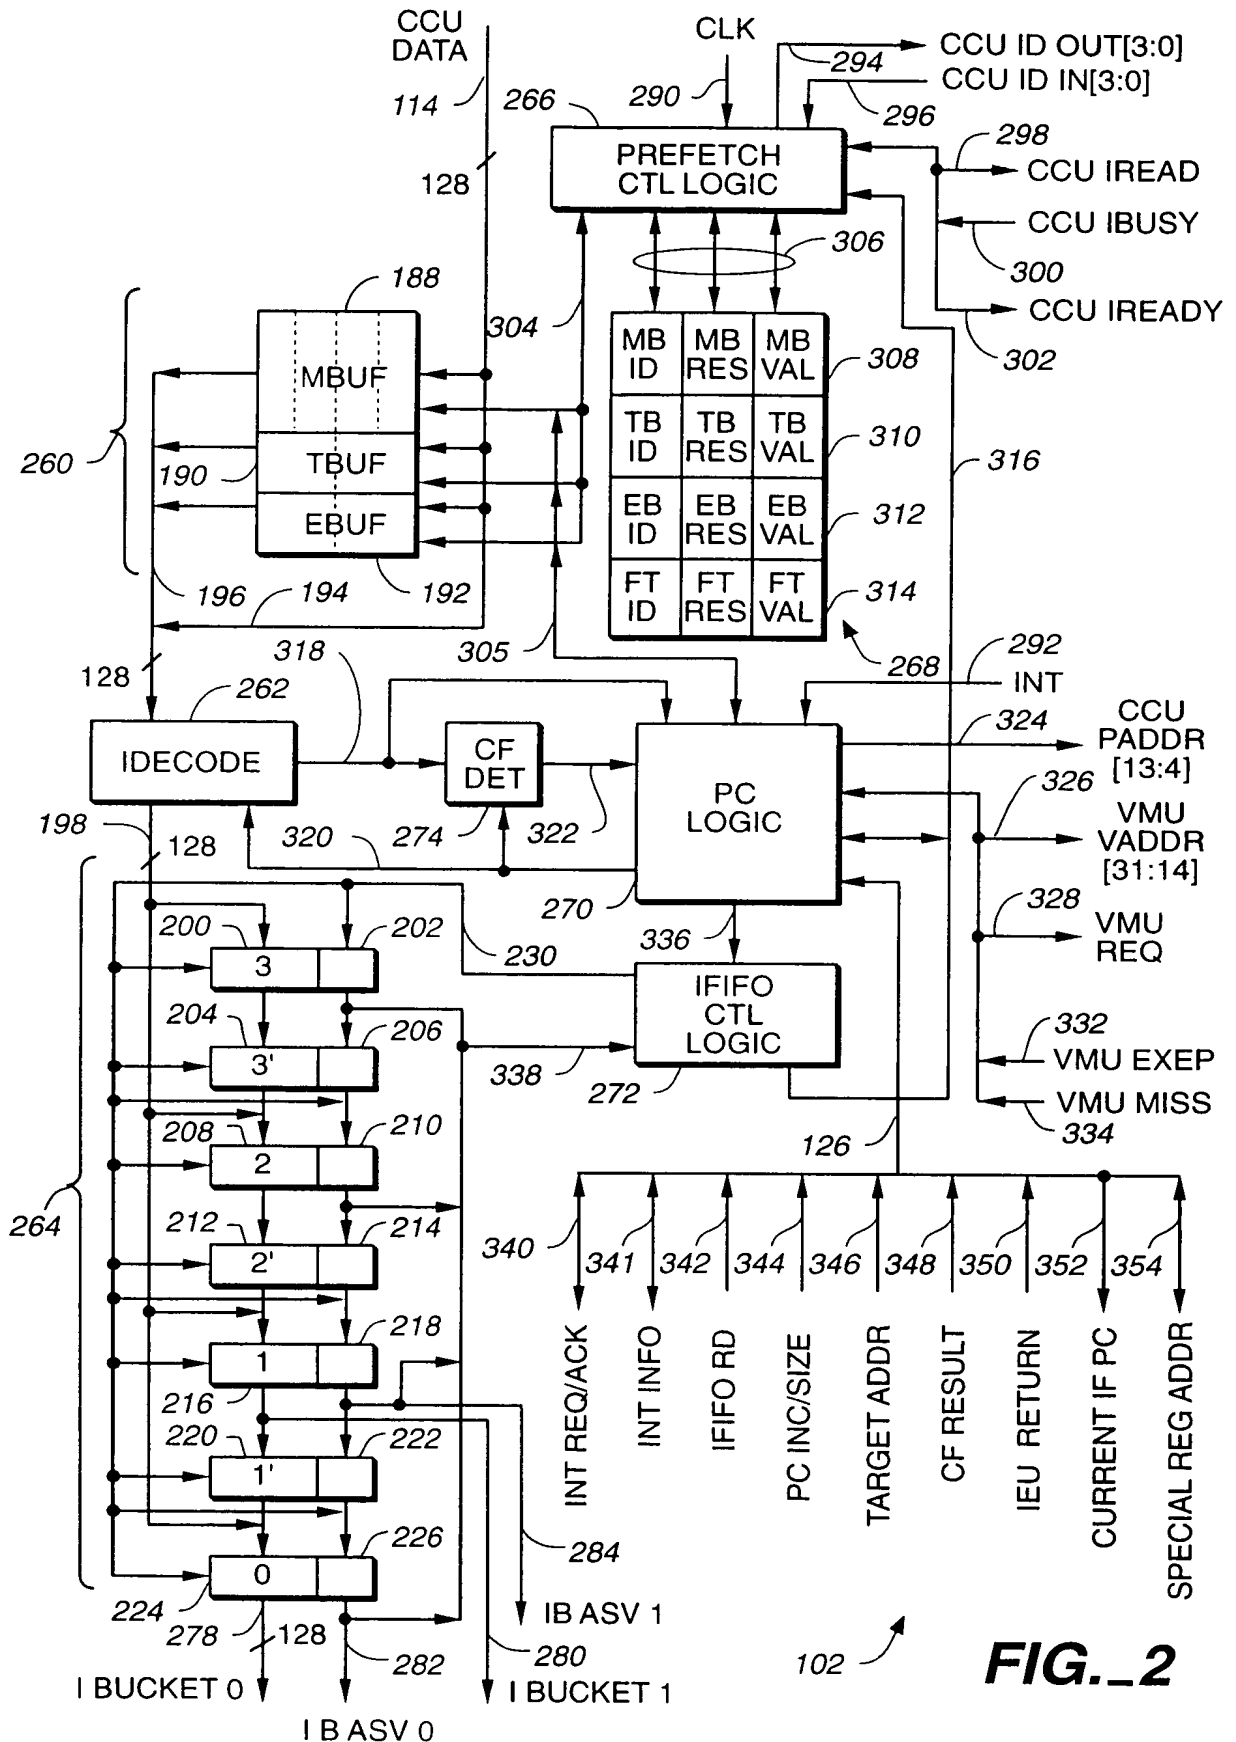 CCU
DATA
CLK
CCU ID OUT[3:0]
294
CCU ID IN[3:0]
114
290
266
296
298
PREFETCH
CTL LOGIC
128
CCU IREAD
CCU IBUSY
306
300
188
304
CCU IREADY
302
MB
ID
MB
RES
MB
VAL
308
MBUF
TB
ID
TB
RES
TB
VAL
310
260
190
TBUF
316
EB
ID
EB
RES
EB
VAL
312
EBUF
FT
ID
FT
RES
FT
VAL
314
196
194
192
305
268
292
128
318
INT
262
324
CCU
PADDR
[13:4]
IDECODE
CF
DET
PC
LOGIC
326
VMU
VADDR
[31:14]
198
128
320
274
322
270
336
328
VMU
REQ
200
202
230
3
IFIFO
CTL
LOGIC
204
206
332
3'
338
272
VMU EXEP
VMU MISS
334
208
210
126
2
264
212
214
340
341
342
344
346
348
350
352
354
2'
218
1
216
INT REQ/ACK
INT INFO
IFIFO RD
PC INC/SIZE
TARGET ADDR
CF RESULT
IEU RETURN
CURRENT IF PC
SPECIAL REG ADDR
220
222
1'
226
284
0
224
IB ASV 1
278
128
282
280
102
FIG._2
I BUCKET 0
I BUCKET 1
I B ASV 0